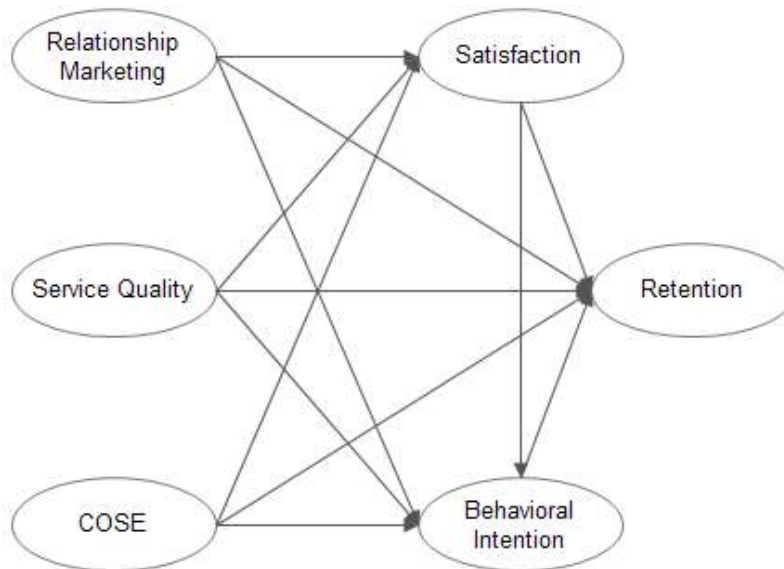 Relationship
Marketing
Satisfaction
Service Quality
Retention
COSE
Behavioral
Intention